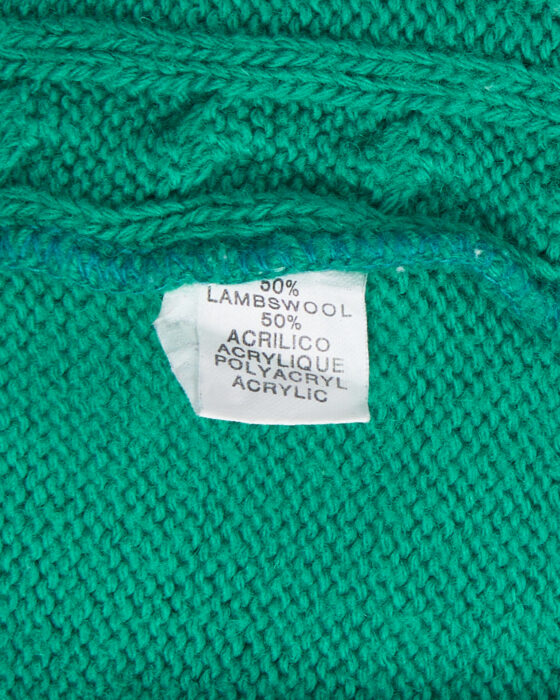 50%
LAMBSWOOL
50%
ACRILICO
ACRYLIQUE
POLYACRYL
ACRYLIC